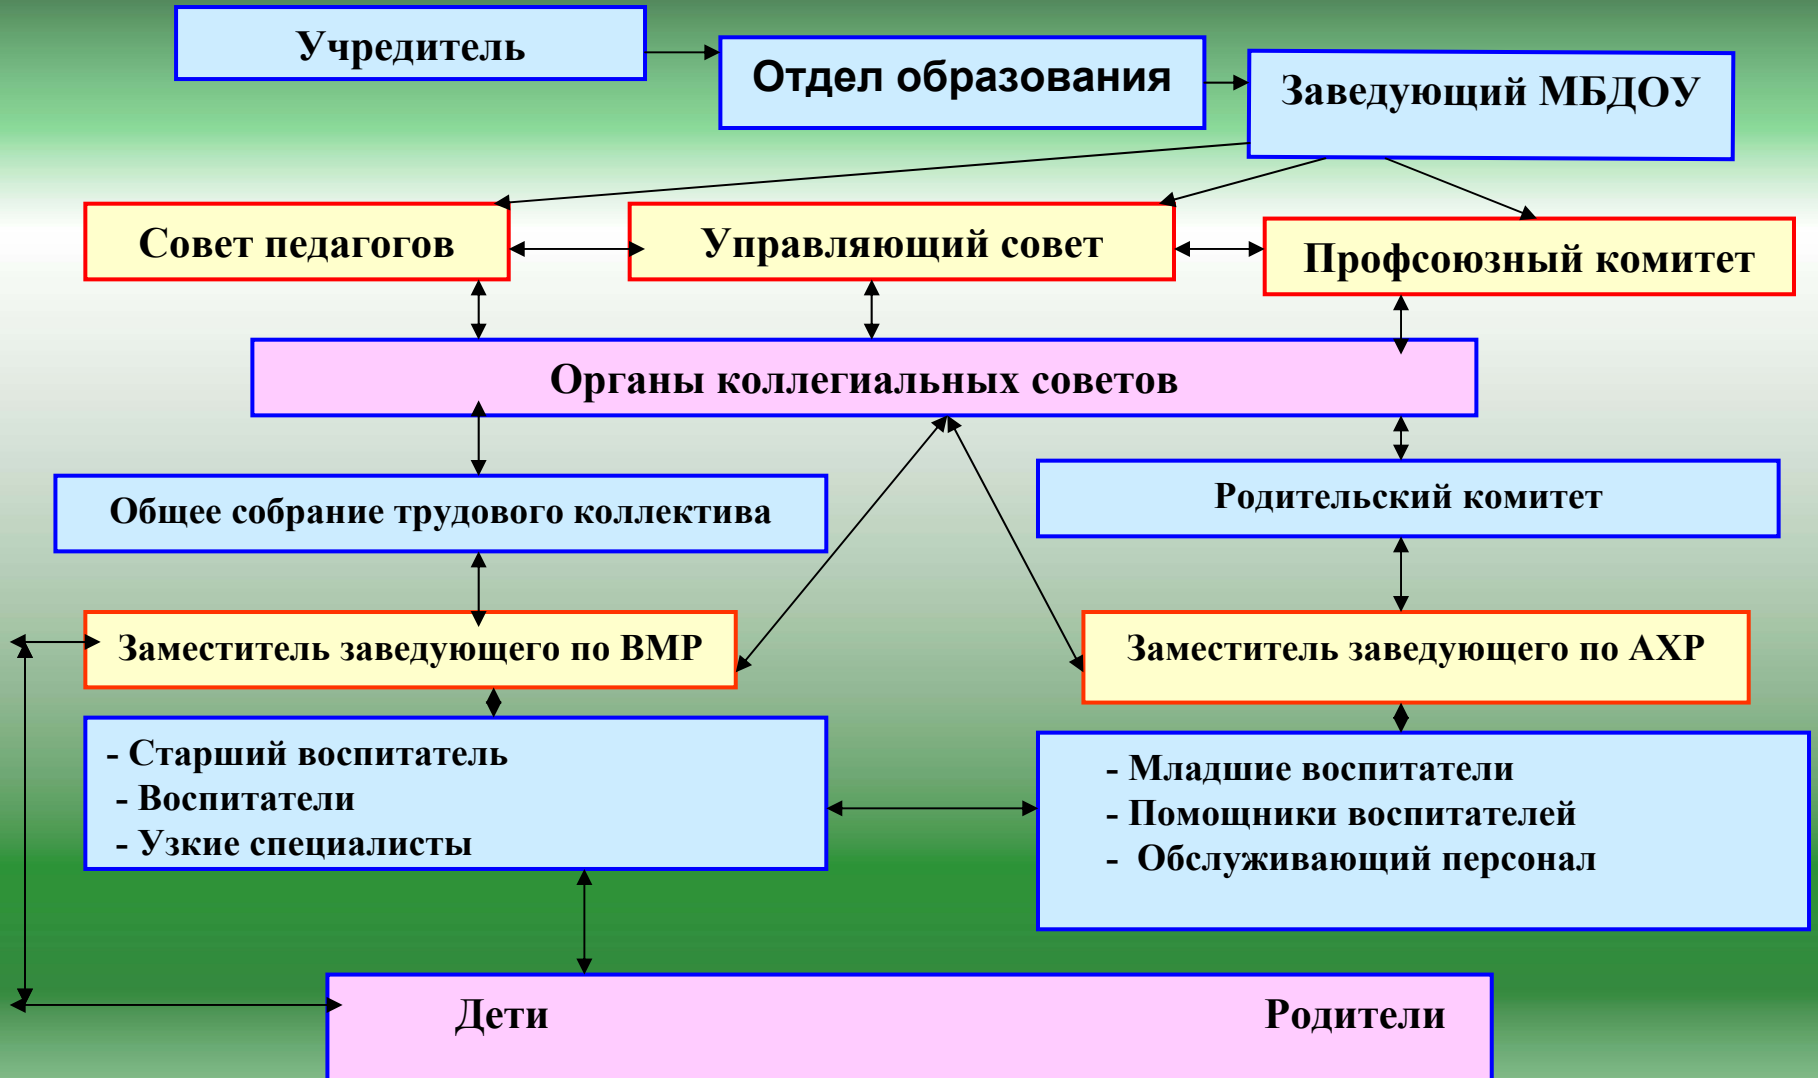 Учредитель
Отдел образования
Заведующий МБДОУ
Совет педагогов
Управляющий совет
Профсоюзный комитет
Органы коллегиальных советов
Общее собрание трудового коллектива
Родительский комитет
Заместитель заведующего по ВМР
Заместитель заведующего по АХР
- Старший воспитатель
- Воспитатели
- Узкие специалисты
- Младшие воспитатели
- Помощники воспитателей
- Обслуживающий персонал
Дети Родители